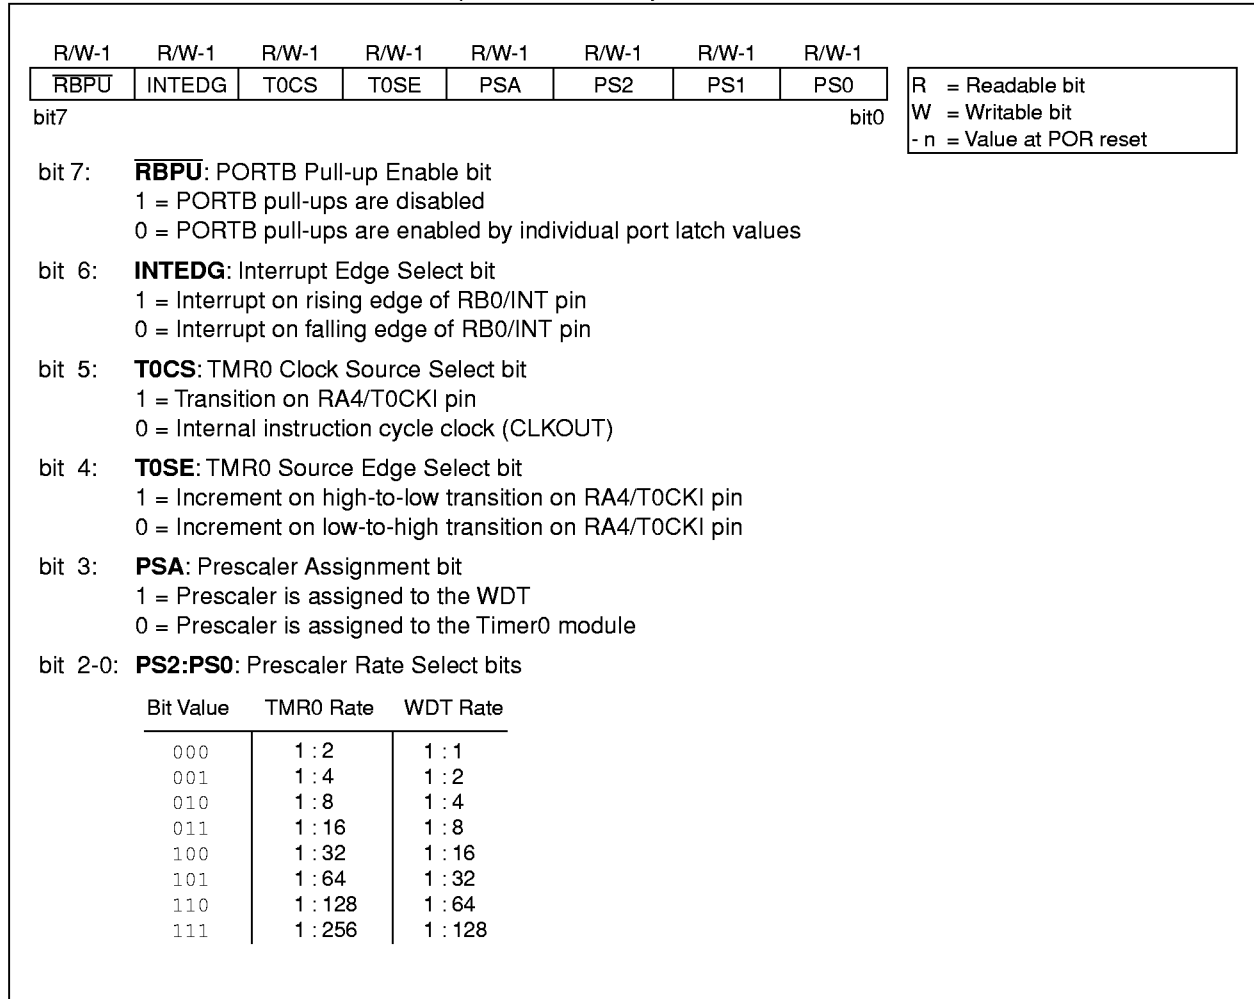 R/W-1 R/W-1 R/W-1 R/W-1 R/W-1 R/W-1 R/W-1 R/W-1
RBPU INTEDG T0CS T0SE PSA PS2 PS1 PS0
bit7 bit0
R = Readable bit
W = Writable bit
- n = Value at POR reset
bit 7: RBPU: PORTB Pull-up Enable bit
1 = PORTB pull-ups are disabled
0 = PORTB pull-ups are enabled by individual port latch values
bit 6: INTEDG: Interrupt Edge Select bit
1 = Interrupt on rising edge of RB0/INT pin
0 = Interrupt on falling edge of RB0/INT pin
bit 5: T0CS: TMR0 Clock Source Select bit
1 = Transition on RA4/T0CKI pin
0 = Internal instruction cycle clock (CLKOUT)
bit 4: T0SE: TMR0 Source Edge Select bit
1 = Increment on high-to-low transition on RA4/T0CKI pin
0 = Increment on low-to-high transition on RA4/T0CKI pin
bit 3: PSA: Prescaler Assignment bit
1 = Prescaler is assigned to the WDT
0 = Prescaler is assigned to the Timer0 module
bit 2-0: PS2:PS0: Prescaler Rate Select bits
Bit Value TMR0 Rate WDT Rate
000 1 : 2 1 : 1
001 1 : 4 1 : 2
010 1 : 8 1 : 4
011 1 : 16 1 : 8
100 1 : 32 1 : 16
101 1 : 64 1 : 32
110 1 : 128 1 : 64
111 1 : 256 1 : 128